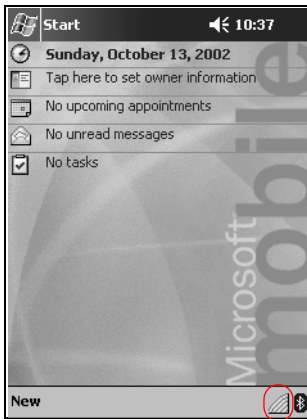 Start 10:37
Sunday, October 13, 2002
Tap here to set owner information
No upcoming appointments
No unread messages
No tasks
Microsoft
mobile
New